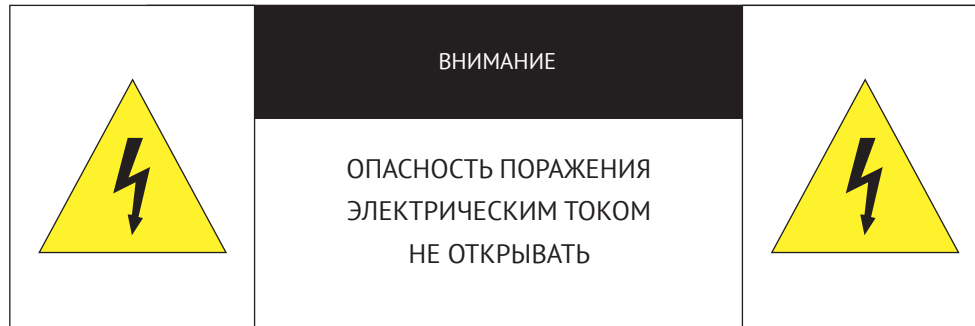 ВНИМАНИЕ
ОПАСНОСТЬ ПОРАЖЕНИЯ
ЭЛЕКТРИЧЕСКИМ ТОКОМ
НЕ ОТКРЫВАТЬ